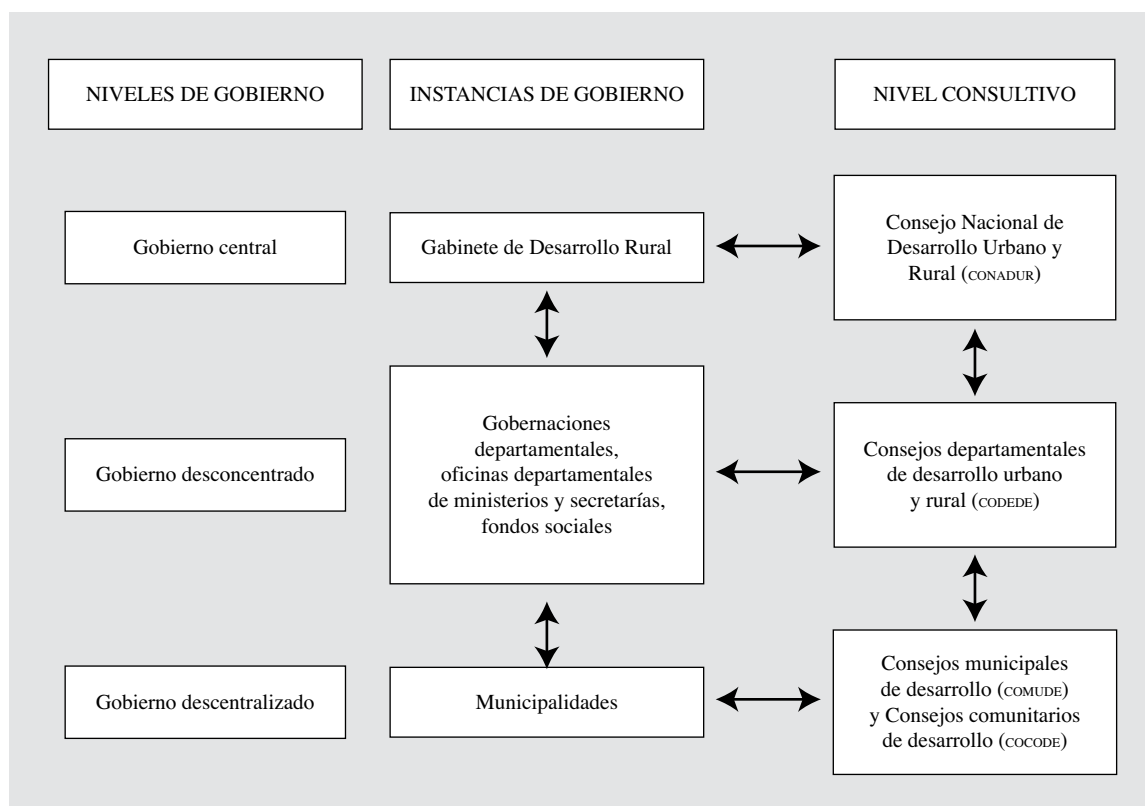 NIVELES DE GOBIERNO
INSTANCIAS DE GOBIERNO
NIVEL CONSULTIVO
Gobierno central
Gabinete de Desarrollo Rural
Consejo Nacional de
Desarrollo Urbano y
Rural (CONADUR)
Gobierno desconcentrado
Gobernaciones
departamentales,
oficinas departamentales
de ministerios y secretarías,
fondos sociales
Consejos departamentales
de desarrollo urbano
y rural (CODEDE)
Gobierno descentralizado
Municipalidades
Consejos municipales
de desarrollo (COMUDE)
y Consejos comunitarios
de desarrollo (COCODE)